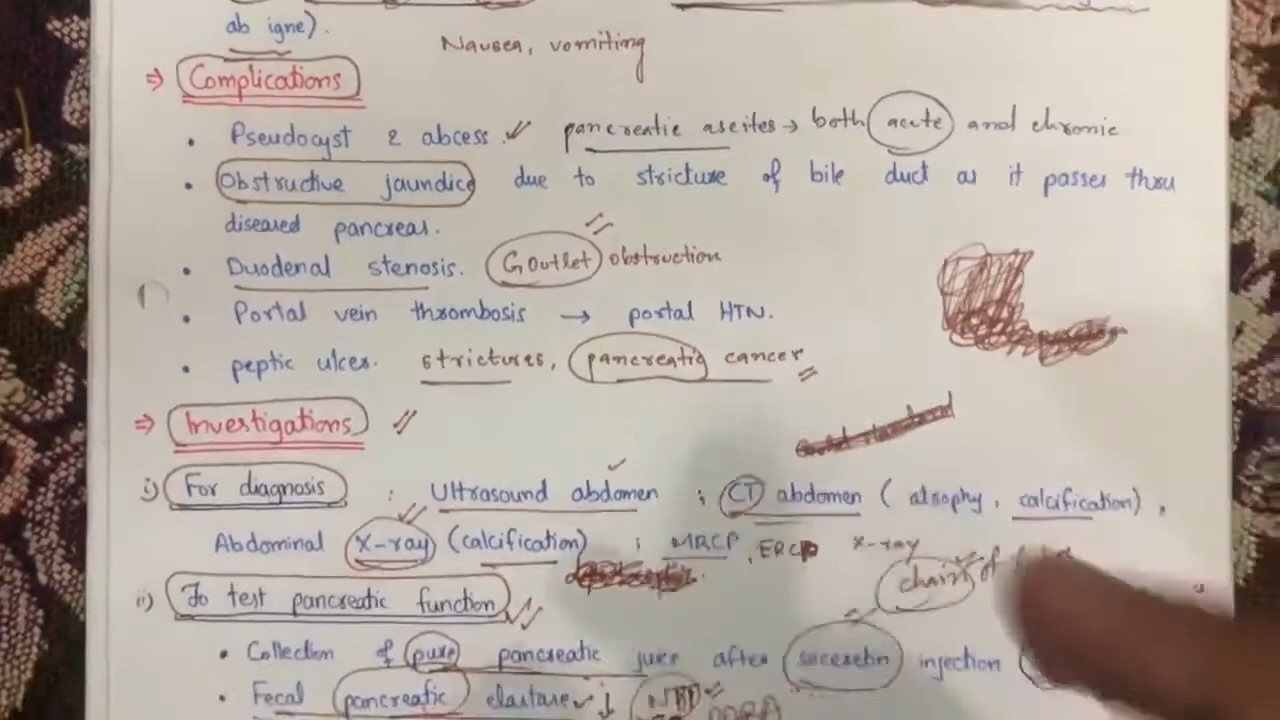 ab igne).
Nausea, vomiting
⇒ Complications
• Pseudocyst & abcess. ✓ pancreatic ascites → both acute and chronic
• Obstructive jaundice due to stricture of bile duct as it passes thru
diseased pancreas.
• Duodenal stenosis. G.Outlet obstruction
• Portal vein thrombosis → portal HTN.
• peptic ulcer. strictures, pancreatic cancer
⇒ Investigations
i) For diagnosis : Ultrasound abdomen ; CT abdomen ( atrophy, calcification) ,
Abdominal X-ray (calcification) ; MRCP, ERCP X-ray
chain of
ii) To test pancreatic function
• Collection of pure pancreatic juice after secretin injection
• Fecal pancreatic elastase ↓